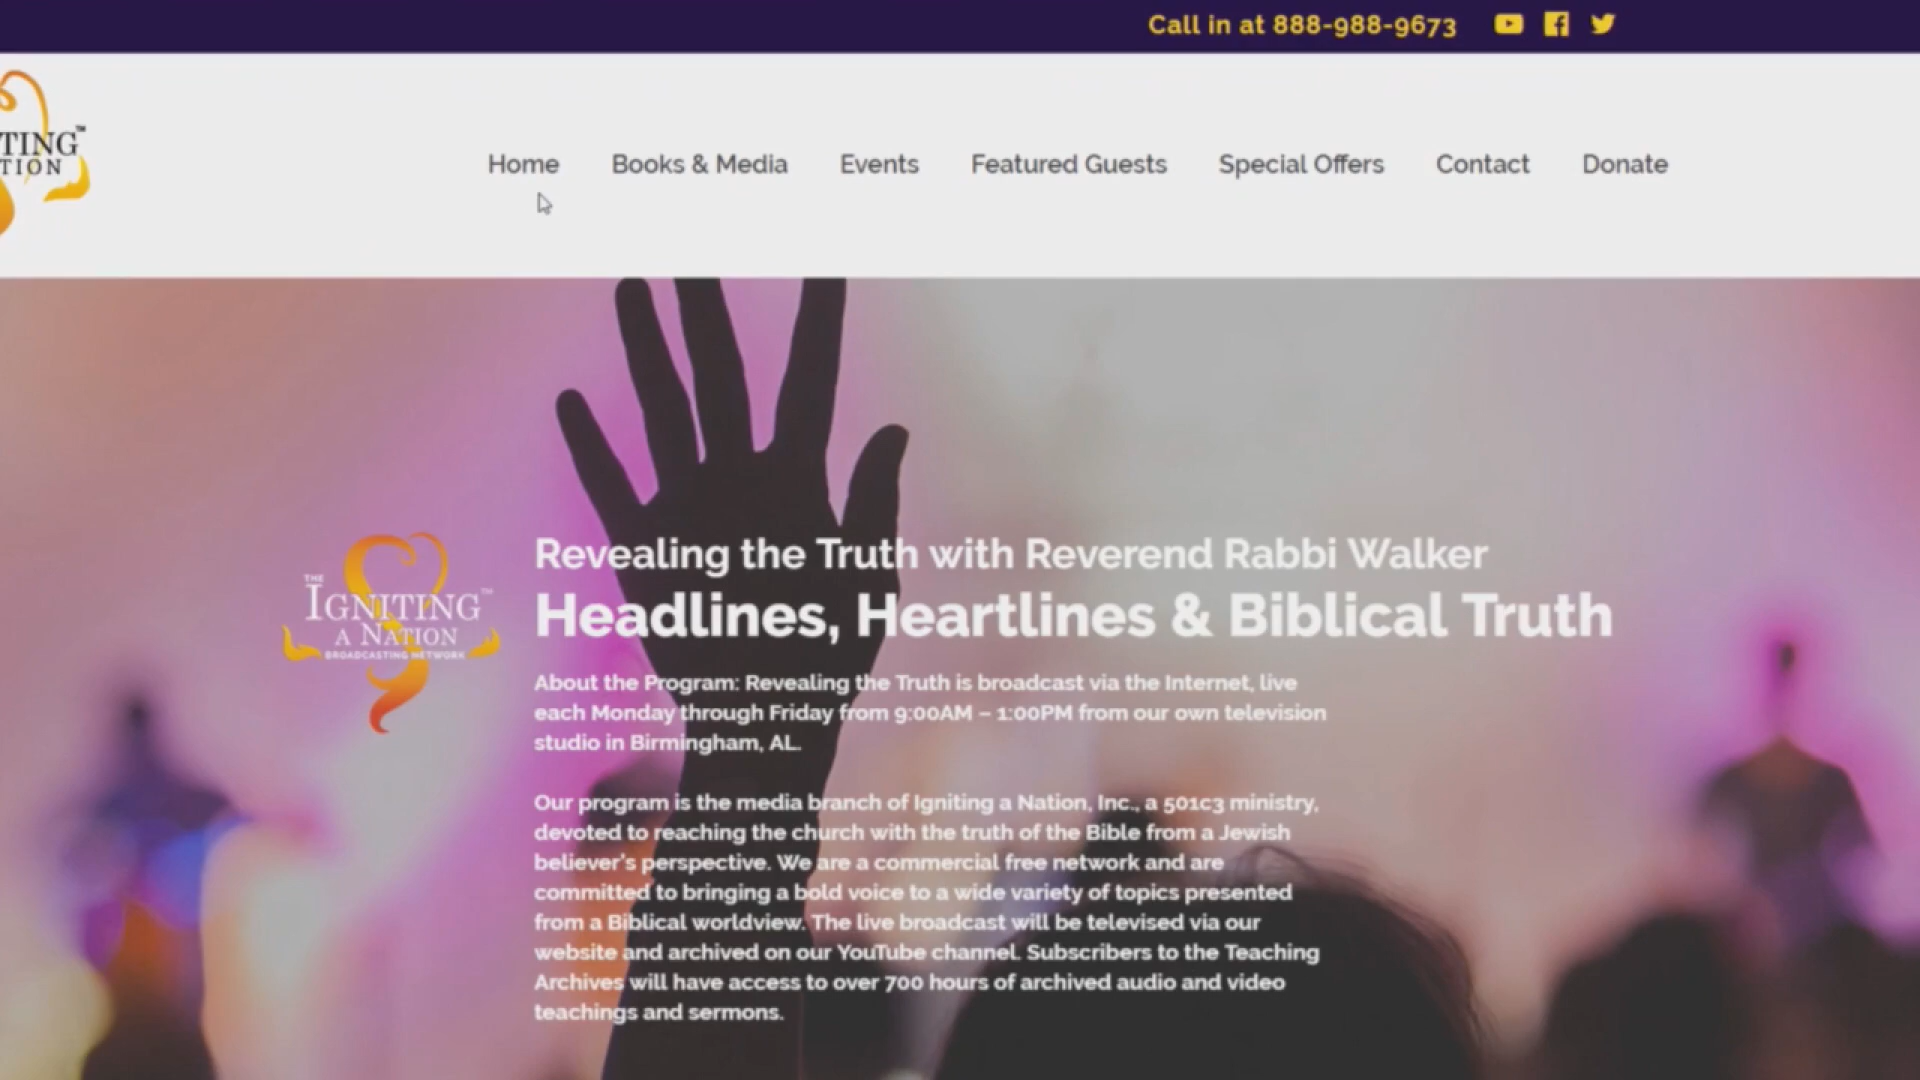 Call in at 888-988-9673
TING™
TION
Home Books & Media Events Featured Guests Special Offers Contact Donate
Revealing the Truth with Reverend Rabbi Walker
Headlines, Heartlines & Biblical Truth
THE
IGNITING™
A NATION
BROADCASTING NETWORK
About the Program: Revealing the Truth is broadcast via the Internet, live
each Monday through Friday from 9:00AM – 1:00PM from our own television
studio in Birmingham, AL.
Our program is the media branch of Igniting a Nation, Inc., a 501c3 ministry,
devoted to reaching the church with the truth of the Bible from a Jewish
believer's perspective. We are a commercial free network and are
committed to bringing a bold voice to a wide variety of topics presented
from a Biblical worldview. The live broadcast will be televised via our
website and archived on our YouTube channel. Subscribers to the Teaching
Archives will have access to over 700 hours of archived audio and video
teachings and sermons.